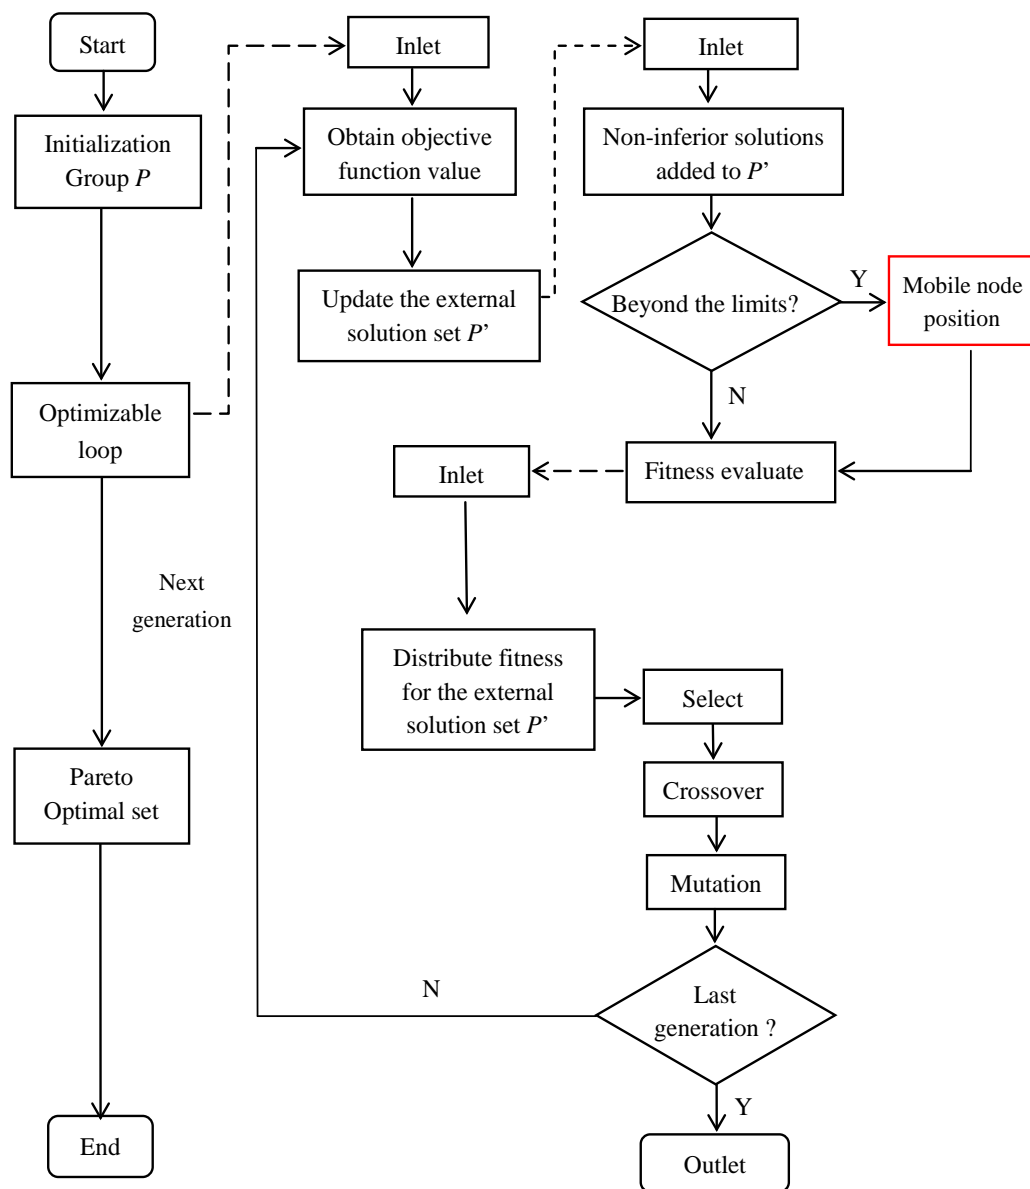 Start
Initialization
Group P
Optimizable
loop
Pareto
Optimal set
End
Inlet
Obtain objective
function value
Update the external
solution set P’
Inlet
Non-inferior solutions
added to P’
Beyond the limits?
Y
Mobile node
position
N
Fitness evaluate
Inlet
Next
generation
Distribute fitness
for the external
solution set P’
Select
Crossover
Mutation
Last
generation ?
N
Y
Outlet